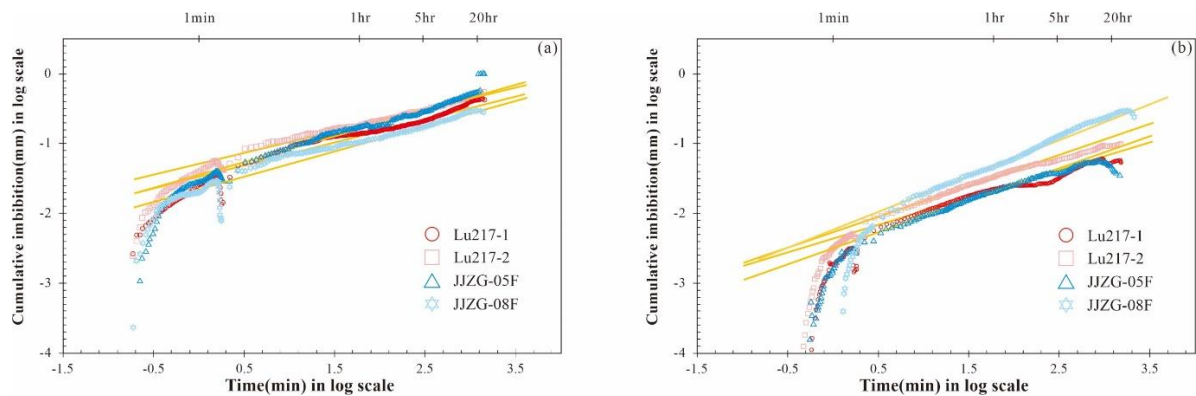 1min 1hr 5hr 20hr
(a)
0
-1
-2
-3
-4
-1.5 -0.5 0.5 1.5 2.5 3.5
Cumulative imbibition(mm) in log scale
Time(min) in log scale
Lu217-1
Lu217-2
JJZG-05F
JJZG-08F
1min 1hr 5hr 20hr
(b)
0
-1
-2
-3
-4
-1.5 -0.5 0.5 1.5 2.5 3.5
Cumulative imbibition(mm) in log scale
Time(min) in log scale
Lu217-1
Lu217-2
JJZG-05F
JJZG-08F